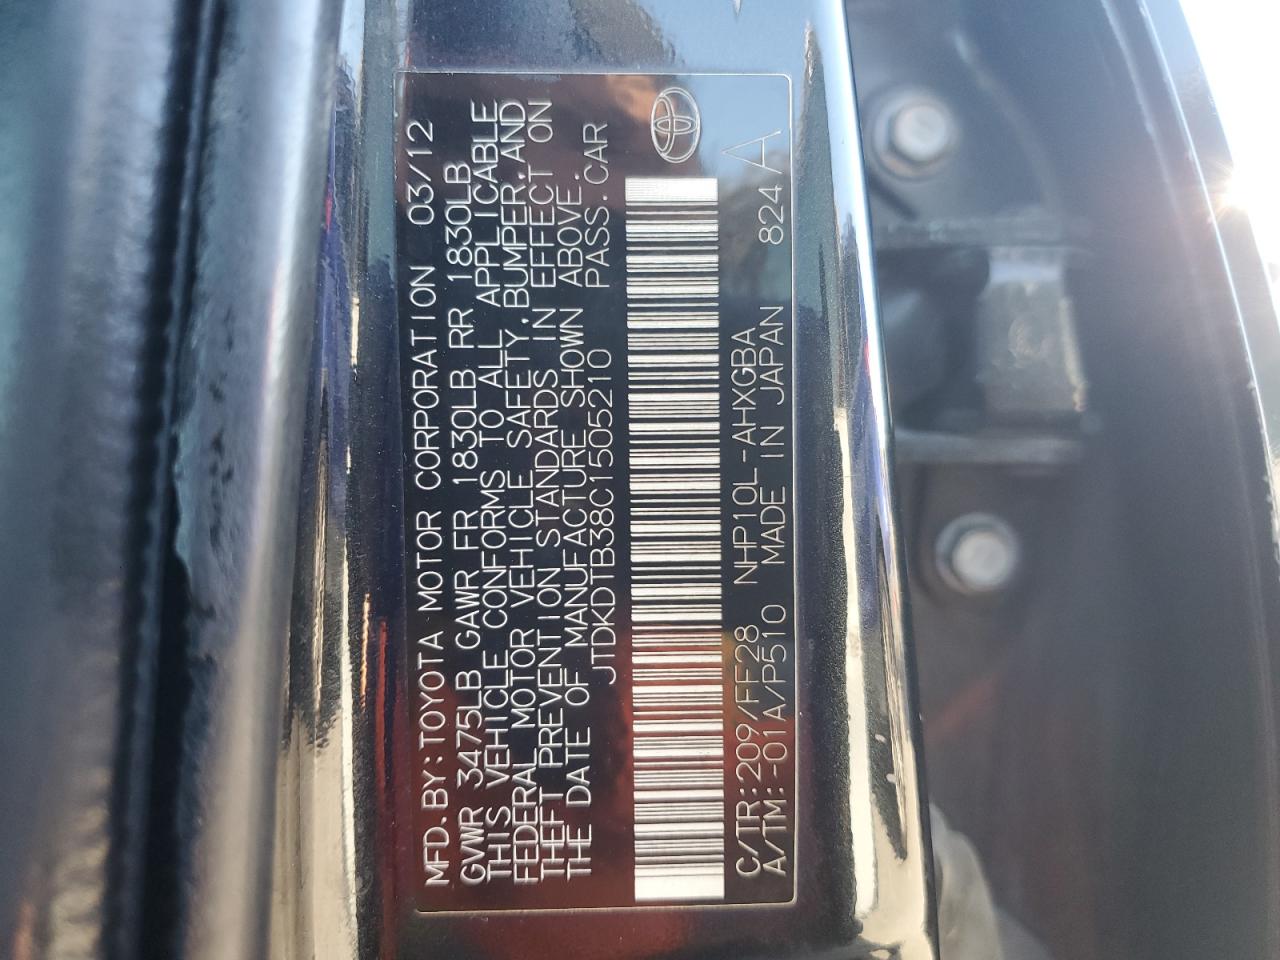 MFD.BY:TOYOTA MOTOR CORPORATION 03/12
GVWR 3475LB GAWR FR 1830LB RR 1830LB
THIS VEHICLE CONFORMS TO ALL APPLICABLE
FEDERAL MOTOR VEHICLE SAFETY,BUMPER,AND
THEFT PREVENTION STANDARDS IN EFFECT ON
THE DATE OF MANUFACTURE SHOWN ABOVE.
JTDKDTB38C1505210 PASS.CAR
C/TR:209/FF28 NHP10L-AHXGBA
A/TM:-01A/P510 MADE IN JAPAN 824 A